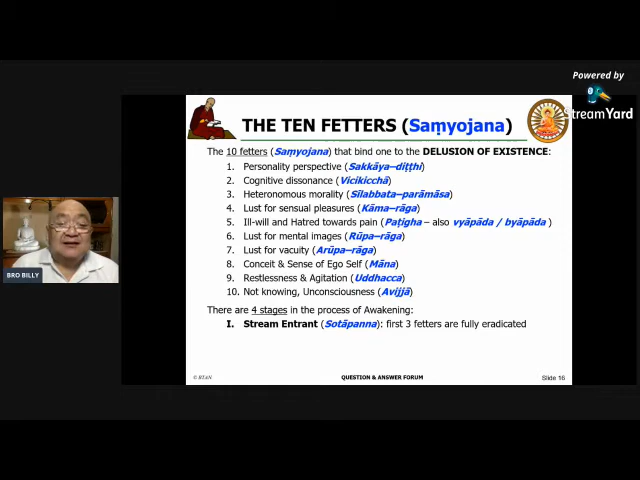 Powered by
StreamYard
THE TEN FETTERS (Saṃyojana)
The 10 fetters (Saṃyojana) that bind one to the DELUSION OF EXISTENCE:
1. Personality perspective (Sakkāya–diṭṭhi)
2. Cognitive dissonance (Vicikicchā)
3. Heteronomous morality (Sīlabbata–parāmāsa)
4. Lust for sensual pleasures (Kāma–rāga)
5. Ill-will and Hatred towards pain (Paṭigha – also vyāpāda / byāpāda )
6. Lust for mental images (Rūpa–rāga)
7. Lust for vacuity (Arūpa–rāga)
8. Conceit & Sense of Ego Self (Māna)
9. Restlessness & Agitation (Uddhacca)
10. Not knowing, Unconsciousness (Avijjā)
There are 4 stages in the process of Awakening:
I. Stream Entrant (Sotāpanna): first 3 fetters are fully eradicated
BRO BILLY
© BTAN
QUESTION & ANSWER FORUM
Slide 16